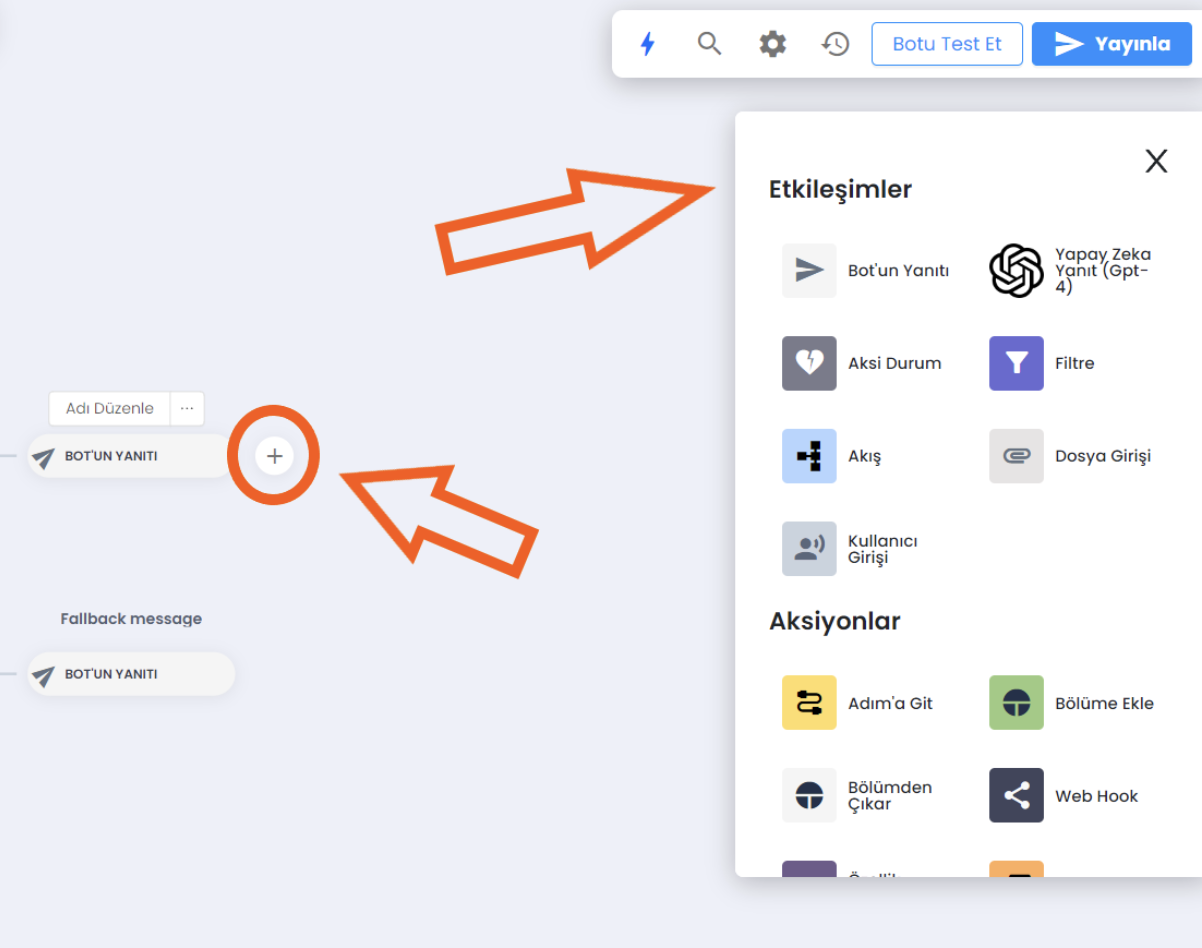 Botu Test Et
Yayınla
Etkileşimler
Bot'un Yanıtı
Yapay Zeka
Yanıt (Gpt-
4)
Aksi Durum
Filtre
Adı Düzenle
...
BOT'UN YANITI
Akış
Dosya Girişi
Kullanıcı
Girişi
Fallback message
BOT'UN YANITI
Aksiyonlar
Adım'a Git
Bölüme Ekle
Bölümden
Çıkar
Web Hook